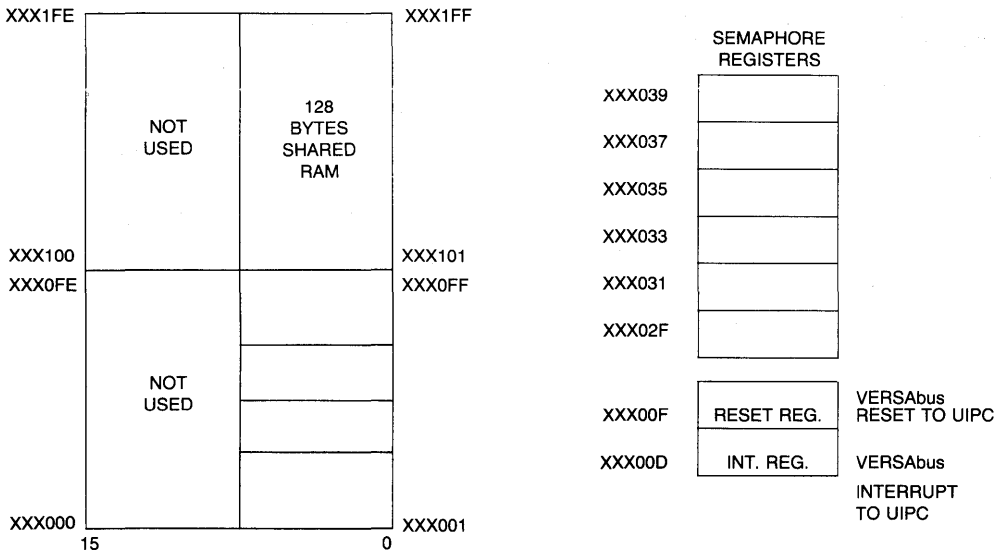 XXX1FE
XXX1FF
NOT
USED
128
BYTES
SHARED
RAM
XXX100
XXX101
XXX0FE
XXX0FF
NOT
USED
XXX000
XXX001
15
0
SEMAPHORE
REGISTERS
XXX039
XXX037
XXX035
XXX033
XXX031
XXX02F
XXX00F
RESET REG.
VERSAbus
RESET TO UIPC
XXX00D
INT. REG.
VERSAbus
INTERRUPT
TO UIPC